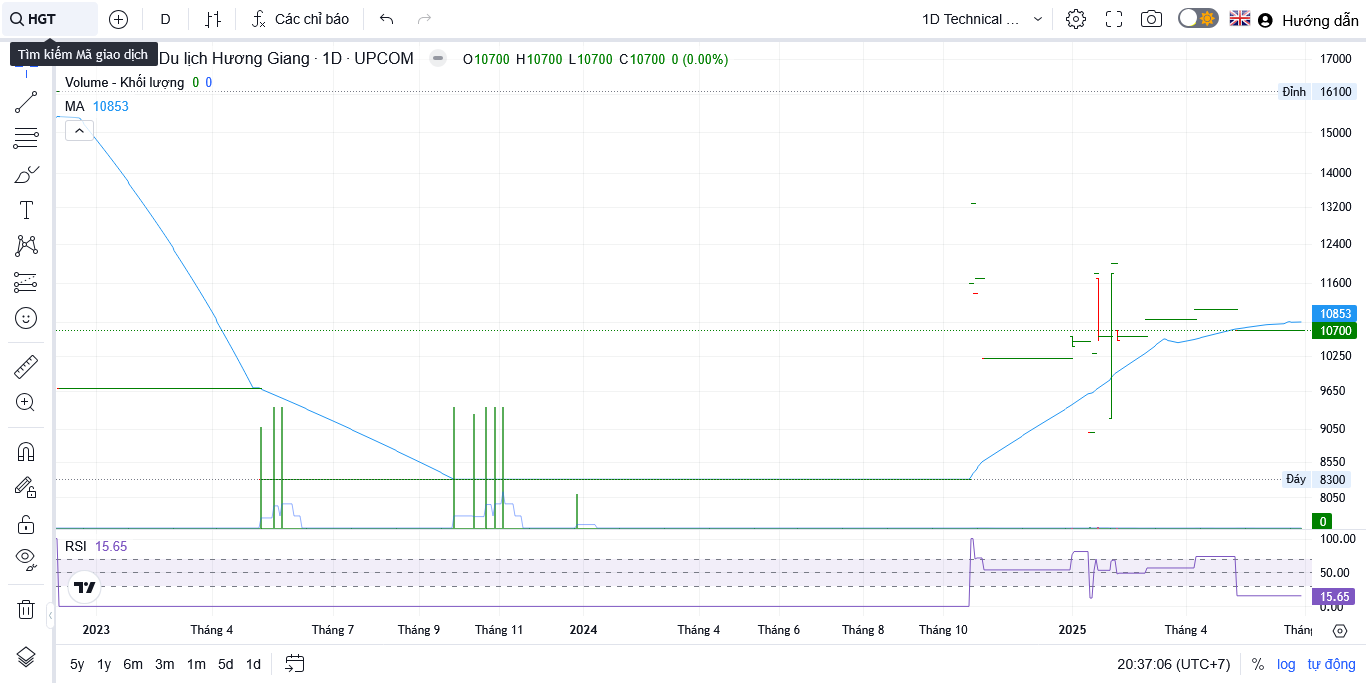 HGT D Các chỉ báo 1D Technical ... Hướng dẫn
Tìm kiếm Mã giao dịch
Du lịch Hương Giang · 1D · UPCOM O10700 H10700 L10700 C10700 0 (0.00%)
Volume - Khối lượng 0 0
MA 10853
17000
Đỉnh 16100
15000
14000
13200
12400
11600
10853
10700
10250
9650
9050
8550
Đáy 8300
8050
0
RSI 15.65
100.00
50.00
15.65
0.00
2023 Tháng 4 Tháng 7 Tháng 9 Tháng 11 2024 Tháng 4 Tháng 6 Tháng 8 Tháng 10 2025 Tháng 4
5y 1y 6m 3m 1m 5d 1d 20:37:06 (UTC+7) % log tự động